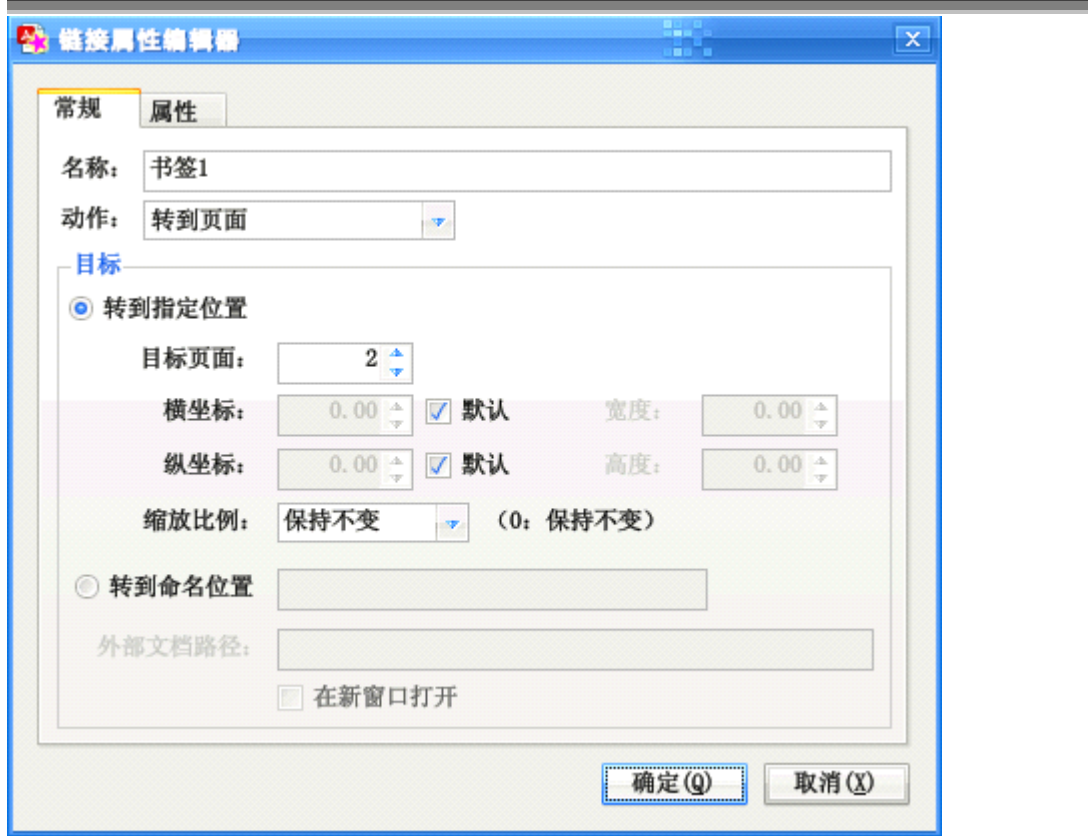 链接属性编辑器
常规 属性
名称： 书签1
动作： 转到页面
目标
转到指定位置
目标页面： 2
横坐标： 0.00 默认 宽度： 0.00
纵坐标： 0.00 默认 高度： 0.00
缩放比例： 保持不变 （0：保持不变）
转到命名位置
外部文档路径：
在新窗口打开
确定(Q) 取消(X)